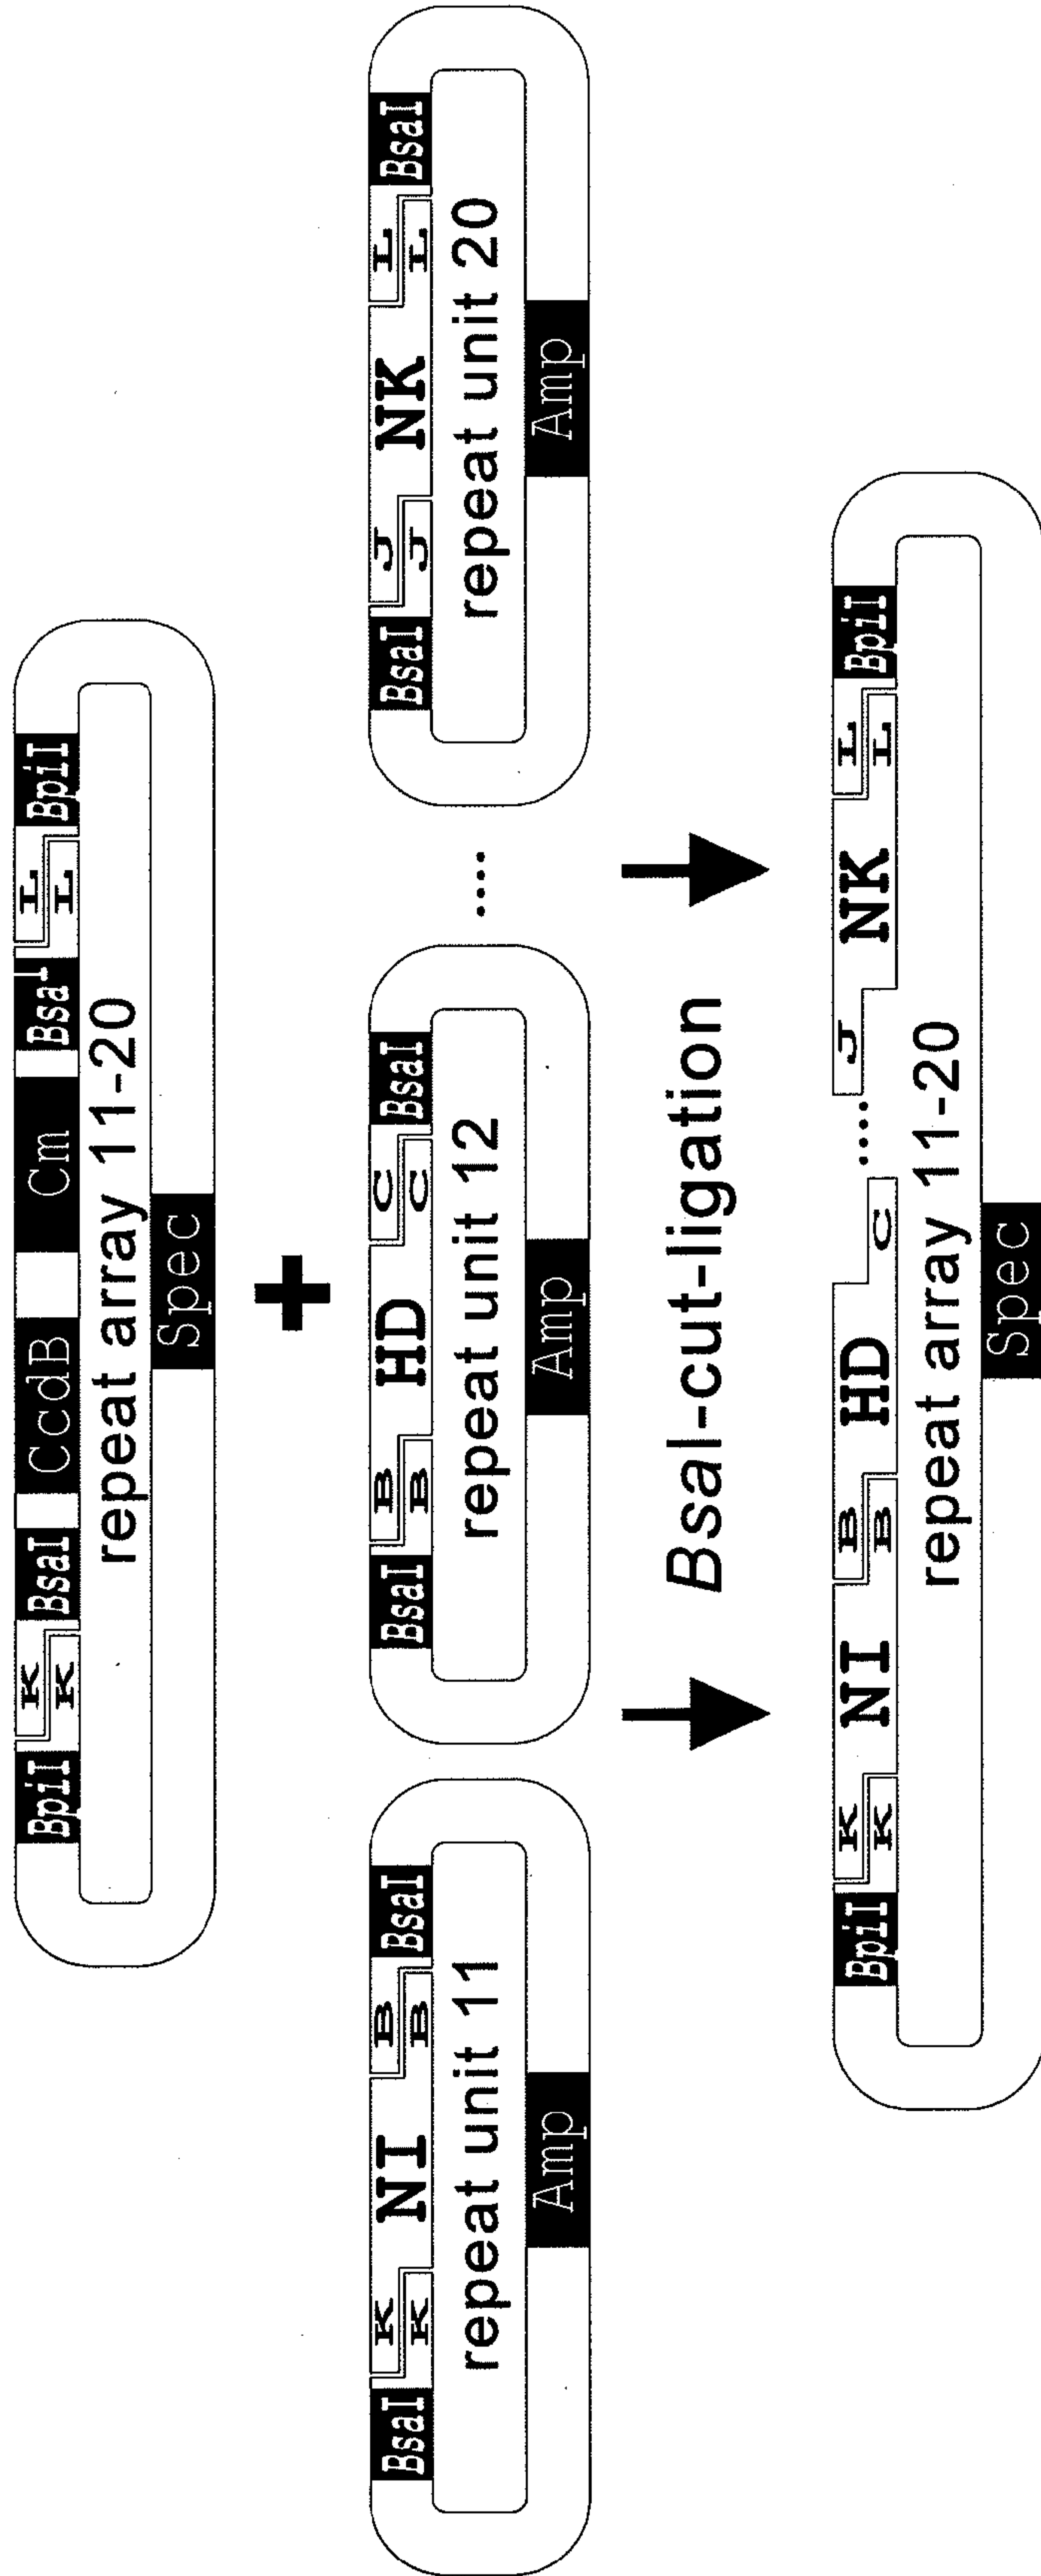 BpiI K K BsaI CcdB Cm BsaI L L BpiI
repeat array 11-20
Spec
+
BsaI K K NI B B BsaI
repeat unit 11
Amp
BsaI B B HD C C BsaI
repeat unit 12
Amp
....
BsaI J J NK L L BsaI
repeat unit 20
Amp
BsaI-cut-ligation
BpiI K K NI B B HD C ..... J NK L L BpiI
repeat array 11-20
Spec